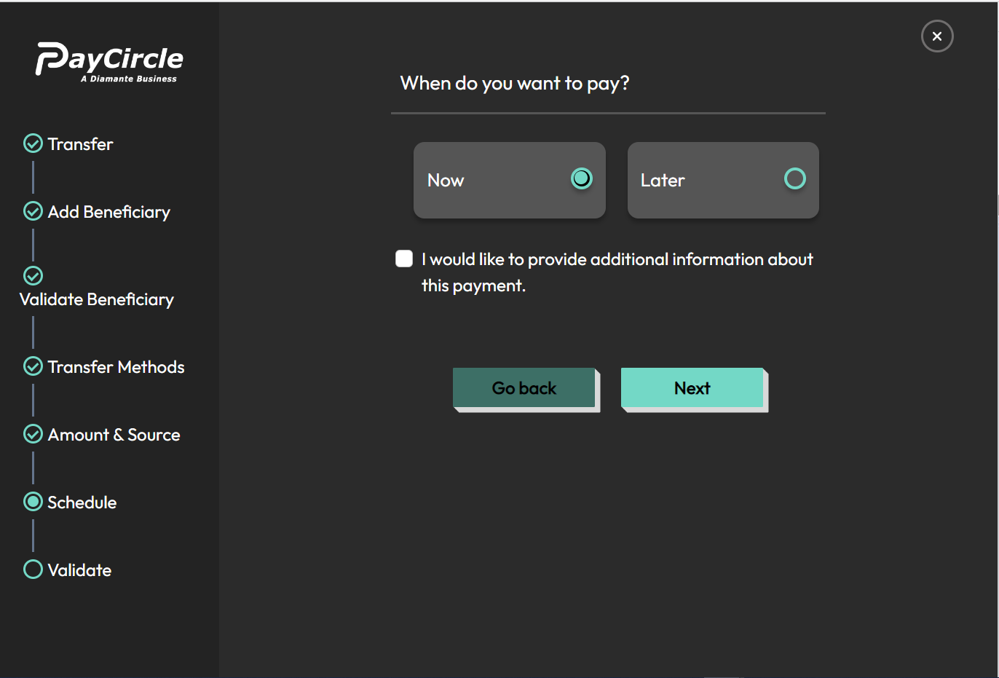 PayCircle
A Diamante Business
Transfer
Add Beneficiary
Validate Beneficiary
Transfer Methods
Amount & Source
Schedule
Validate
When do you want to pay?
Now
Later
I would like to provide additional information about
this payment.
Go back
Next